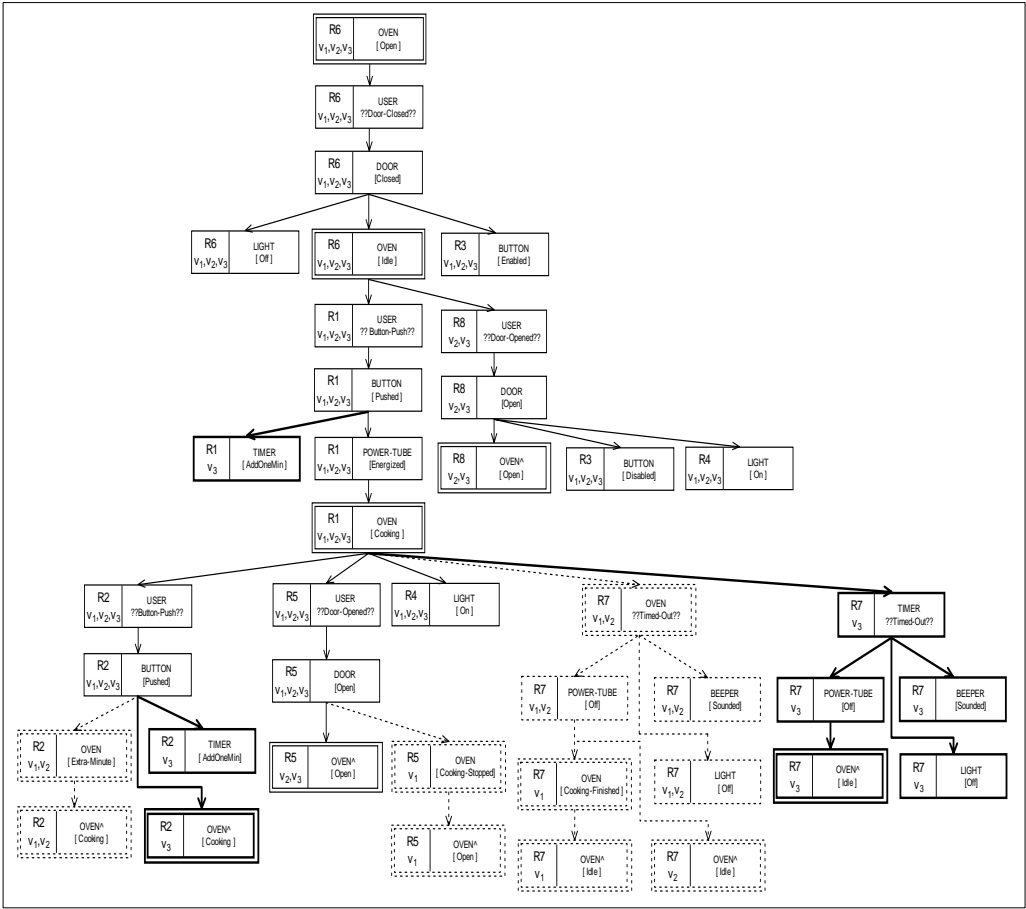 R6 OVEN
v1,v2,v3 [ Open ]
R6 USER
v1,v2,v3 ??Door-Closed??
R6 DOOR
v1,v2,v3 [Closed]
R6 LIGHT
v1,v2,v3 [ Off ]
R6 OVEN
v1,v2,v3 [ Idle ]
R3 BUTTON
v1,v2,v3 [ Enabled ]
R1 USER
v1,v2,v3 ?? Button-Push??
R8 USER
v2,v3 ??Door-Opened??
R1 BUTTON
v1,v2,v3 [ Pushed ]
R8 DOOR
v2,v3 [Open]
R1 TIMER
v3 [ AddOneMin ]
R1 POWER-TUBE
v1,v2,v3 [Energized]
R8 OVEN^
v2,v3 [ Open ]
R3 BUTTON
v1,v2,v3 [ Disabled ]
R4 LIGHT
v1,v2,v3 [ On ]
R1 OVEN
v1,v2,v3 [ Cooking ]
R2 USER
v1,v2,v3 ??Button-Push??
R5 USER
v1,v2,v3 ??Door-Opened??
R4 LIGHT
v1,v2,v3 [ On ]
R7 OVEN
v1,v2 ??Timed-Out??
R7 TIMER
v3 ??Timed-Out??
R2 BUTTON
v1,v2,v3 [Pushed]
R5 DOOR
v1,v2,v3 [Open]
R7 POWER-TUBE
v1,v2 [ Off ]
R7 BEEPER
v1,v2 [ Sounded ]
R7 POWER-TUBE
v3 [Off]
R7 BEEPER
v3 [Sounded]
R2 OVEN
v1,v2 [ Extra-Minute ]
R2 TIMER
v3 [ AddOneMin]
R5 OVEN^
v2,v3 [ Open ]
R5 OVEN
v1 [ Cooking-Stopped]
R7 OVEN
v1 [ Cooking-Finished ]
R7 LIGHT
v1,v2 [ Off ]
R7 OVEN^
v3 [ Idle ]
R7 LIGHT
v3 [Off]
R2 OVEN^
v1,v2 [ Cooking ]
R2 OVEN^
v3 [ Cooking ]
R5 OVEN^
v1 [ Open ]
R7 OVEN^
v1 [ Idle ]
R7 OVEN^
v2 [ Idle ]